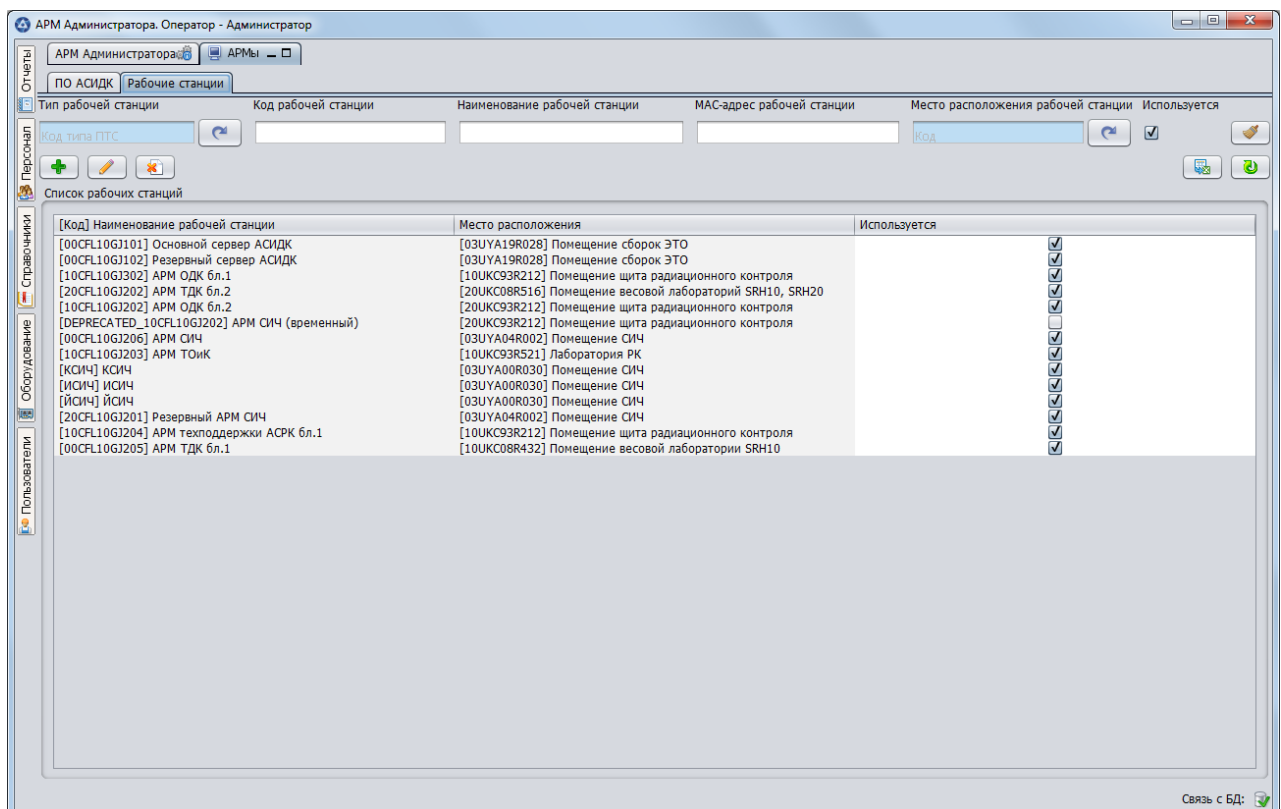 АРМ Администратора. Оператор - Администратор
АРМ Администратора
АРМы
ПО АСИДК
Рабочие станции
Тип рабочей станции
Код рабочей станции
Наименование рабочей станции
MAC-адрес рабочей станции
Место расположения рабочей станции
Используется
Код типа ПТС
Код
Список рабочих станций
[Код] Наименование рабочей станции Место расположения Используется
[00CFL10GJ101] Основной сервер АСИДК [03UYA19R028] Помещение сборок ЭТО
[00CFL10GJ102] Резервный сервер АСИДК [03UYA19R028] Помещение сборок ЭТО
[10CFL10GJ302] АРМ ОДК бл.1 [10UKC93R212] Помещение щита радиационного контроля
[20CFL10GJ202] АРМ ТДК бл.2 [20UKC08R516] Помещение весовой лабораторий SRH10, SRH20
[10CFL10GJ202] АРМ ОДК бл.2 [20UKC93R212] Помещение щита радиационного контроля
[DEPRECATED_10CFL10GJ202] АРМ СИЧ (временный) [20UKC93R212] Помещение щита радиационного контроля
[00CFL10GJ206] АРМ СИЧ [03UYA04R002] Помещение СИЧ
[10CFL10GJ203] АРМ ТОиК [10UKC93R521] Лаборатория РК
[КСИЧ] КСИЧ [03UYA00R030] Помещение СИЧ
[ИСИЧ] ИСИЧ [03UYA00R030] Помещение СИЧ
[ЙСИЧ] ЙСИЧ [03UYA00R030] Помещение СИЧ
[20CFL10GJ201] Резервный АРМ СИЧ [03UYA04R002] Помещение СИЧ
[10CFL10GJ204] АРМ техподдержки АСРК бл.1 [10UKC93R212] Помещение щита радиационного контроля
[00CFL10GJ205] АРМ ТДК бл.1 [10UKC08R432] Помещение весовой лаборатории SRH10
Отчеты
Персонал
Справочники
Оборудование
Пользователи
Связь с БД: